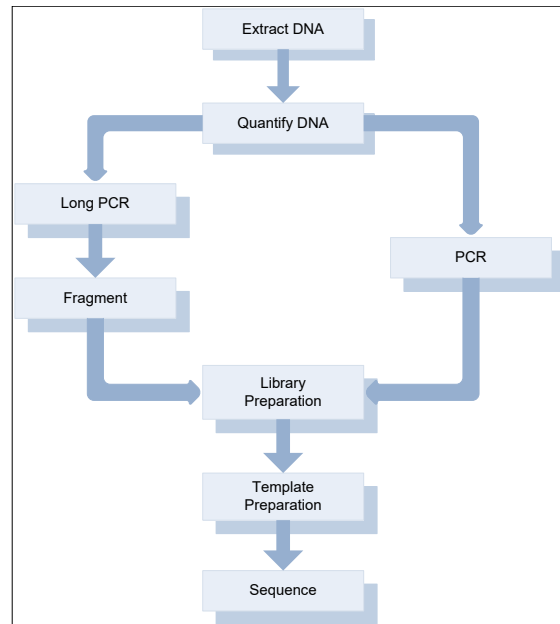 Extract DNA
Quantify DNA
Long PCR
PCR
Fragment
Library
Preparation
Template
Preparation
Sequence